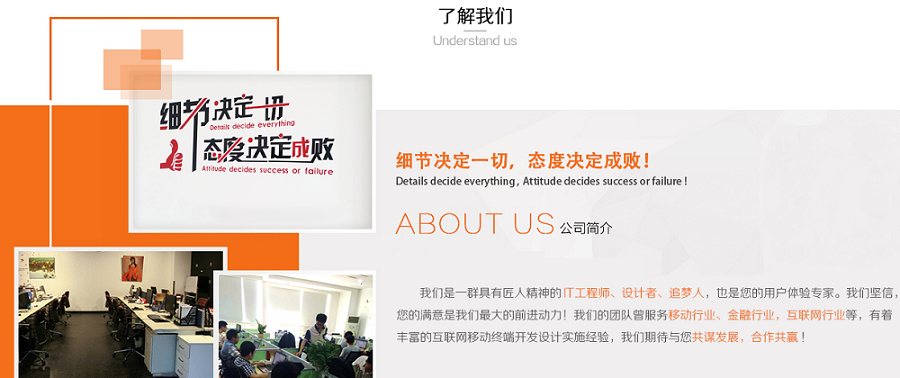 了解我们
Understand us
细节决定一切
Details decide everything
态度决定成败
Attitude decides success or failure
细节决定一切，态度决定成败！
Details decide everything, Attitude decides success or failure !
ABOUT US 公司简介
我们是一群具有匠人精神的IT工程师、设计者、追梦人，也是您的用户体验专家。我们坚信，
您的满意是我们最大的前进动力！我们的团队曾服务移动行业、金融行业，互联网行业等，有着
丰富的互联网移动终端开发设计实施经验，我们期待与您共谋发展，合作共赢！